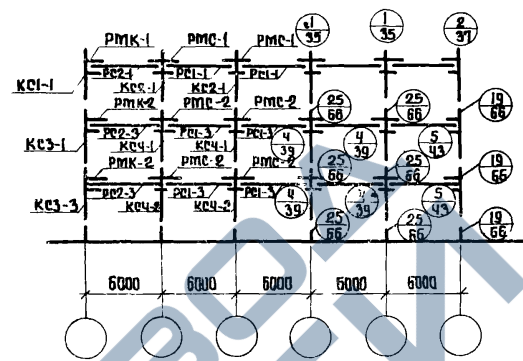 РМК-1 РМС-1 РМС-1 1/35 1/35 2/37
КС1-1 РС2-1 КС2-1 РС1-1 КС2-1 РС1-1
РМК-2 РМС-2 РМС-2 25/66 25/66 19/66
КС3-1 РС2-3 КС4-1 РС1-3 КС4-1 РС1-3 4/39 4/39 5/43
РМК-2 РМС-2 РМС-2 25/66 25/66 19/66
КС3-3 РС2-3 КС4-2 РС1-3 КС4-2 РС1-3 4/39 39 5/43
25/66 25/66 19/66
6000 6000 6000 6000 6000